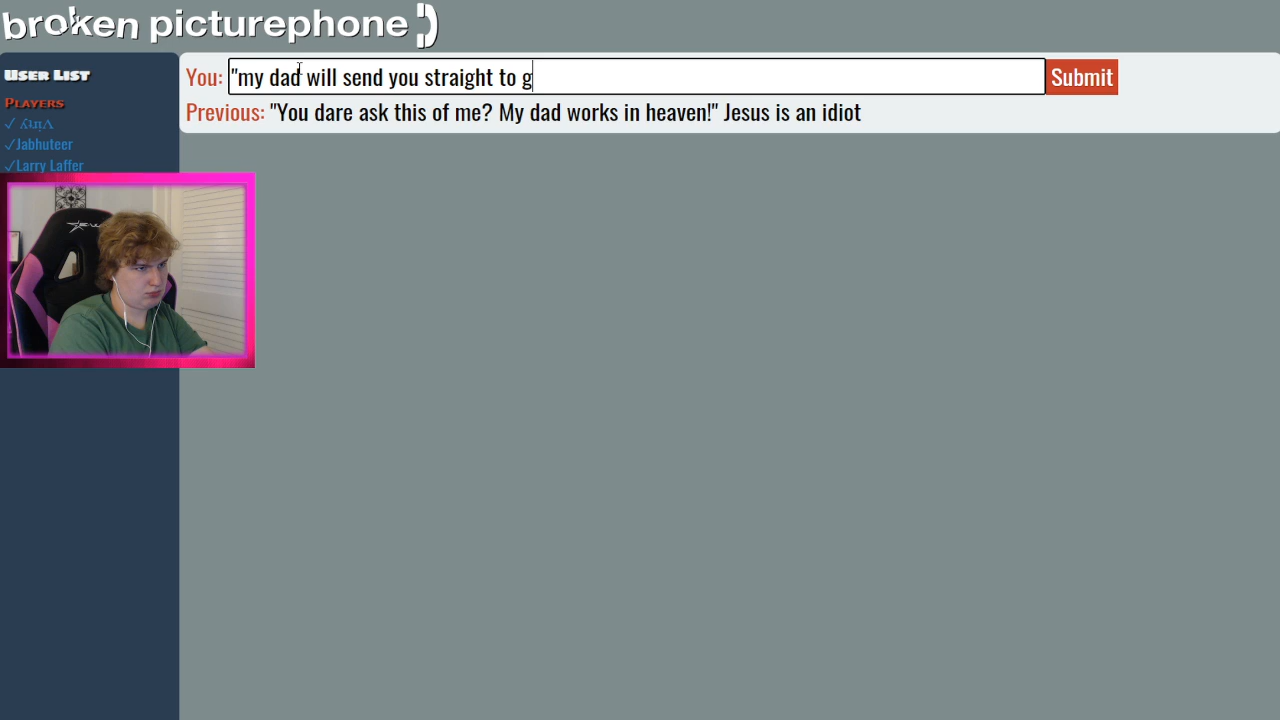 broken picturephone
User List
Players
✓ ʎuıɅ
✓Jabhuteer
✓Larry Laffer
You: "my dad will send you straight to g
Submit
Previous: "You dare ask this of me? My dad works in heaven!" Jesus is an idiot